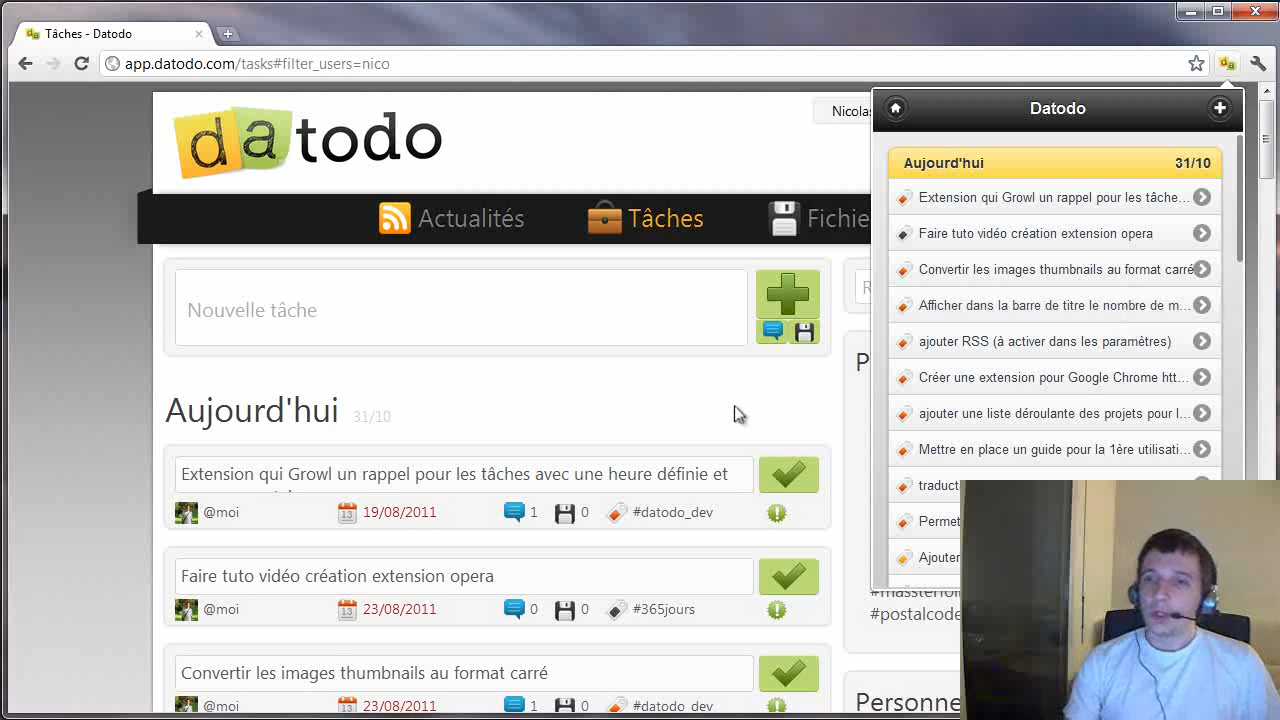 Tâches - Datodo
app.datodo.com/tasks#filter_users=nico
datodo
Nicolas
Actualités
Tâches
Fichie
Nouvelle tâche
Aujourd'hui 31/10
Extension qui Growl un rappel pour les tâches avec une heure définie et
@moi 19/08/2011 1 0 #datodo_dev
Faire tuto vidéo création extension opera
@moi 23/08/2011 0 0 #365jours
Convertir les images thumbnails au format carré
@moi 23/08/2011 1 0 #datodo_dev
R
P
#postalcode
Personne
Datodo
Aujourd'hui 31/10
Extension qui Growl un rappel pour les tâche...
Faire tuto vidéo création extension opera
Convertir les images thumbnails au format carré
Afficher dans la barre de titre le nombre de m...
ajouter RSS (à activer dans les paramètres)
Créer une extension pour Google Chrome htt...
ajouter une liste déroulante des projets pour l...
Mettre en place un guide pour la 1ère utilisati...
traduct
Permet
Ajouter